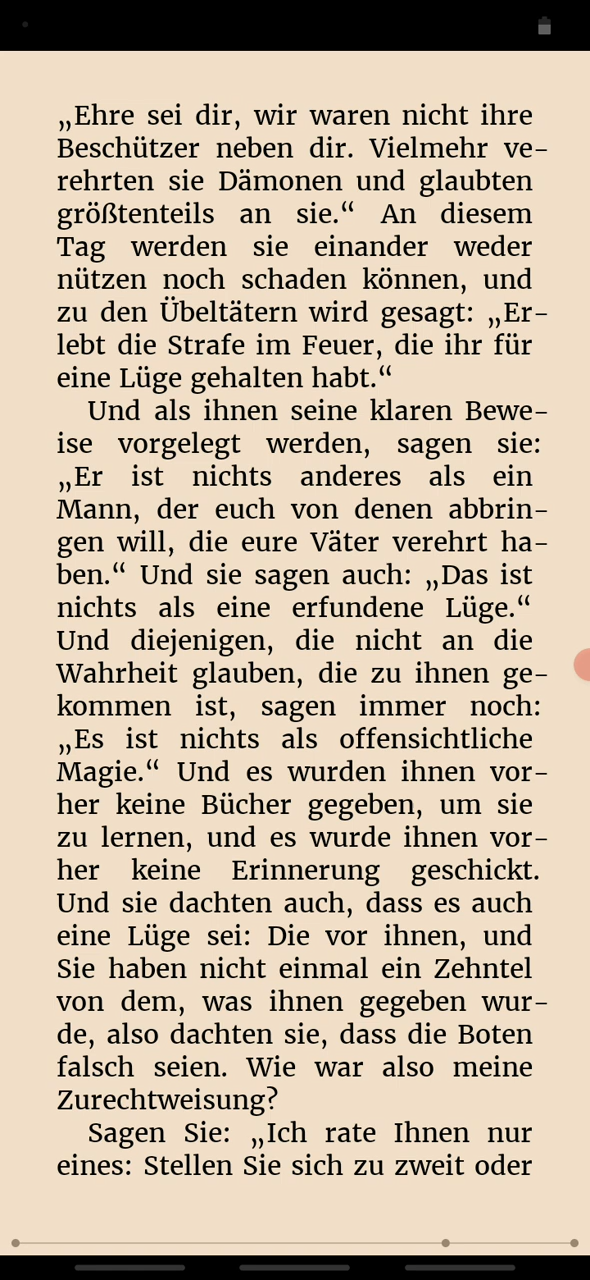 „Ehre sei dir, wir waren nicht ihre
Beschützer neben dir. Vielmehr ve-
rehrten sie Dämonen und glaubten
größtenteils an sie.“ An diesem
Tag werden sie einander weder
nützen noch schaden können, und
zu den Übeltätern wird gesagt: „Er-
lebt die Strafe im Feuer, die ihr für
eine Lüge gehalten habt.“
Und als ihnen seine klaren Bewe-
ise vorgelegt werden, sagen sie:
„Er ist nichts anderes als ein
Mann, der euch von denen abbrin-
gen will, die eure Väter verehrt ha-
ben.“ Und sie sagen auch: „Das ist
nichts als eine erfundene Lüge.“
Und diejenigen, die nicht an die
Wahrheit glauben, die zu ihnen ge-
kommen ist, sagen immer noch:
„Es ist nichts als offensichtliche
Magie.“ Und es wurden ihnen vor-
her keine Bücher gegeben, um sie
zu lernen, und es wurde ihnen vor-
her keine Erinnerung geschickt.
Und sie dachten auch, dass es auch
eine Lüge sei: Die vor ihnen, und
Sie haben nicht einmal ein Zehntel
von dem, was ihnen gegeben wur-
de, also dachten sie, dass die Boten
falsch seien. Wie war also meine
Zurechtweisung?
Sagen Sie: „Ich rate Ihnen nur
eines: Stellen Sie sich zu zweit oder